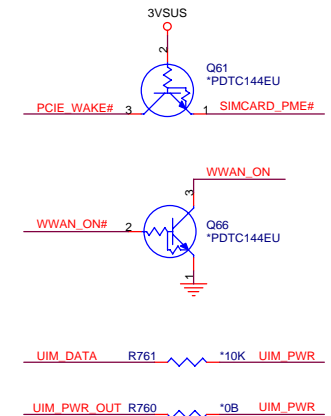 3VSUS
2
Q61
*PDTC144EU
PCIE_WAKE# 3 1 SIMCARD_PME#
WWAN_ON
3
WWAN_ON# 2
Q66
*PDTC144EU
1
UIM_DATA R761 *10K UIM_PWR
UIM_PWR_OUT R760 *0B UIM_PWR